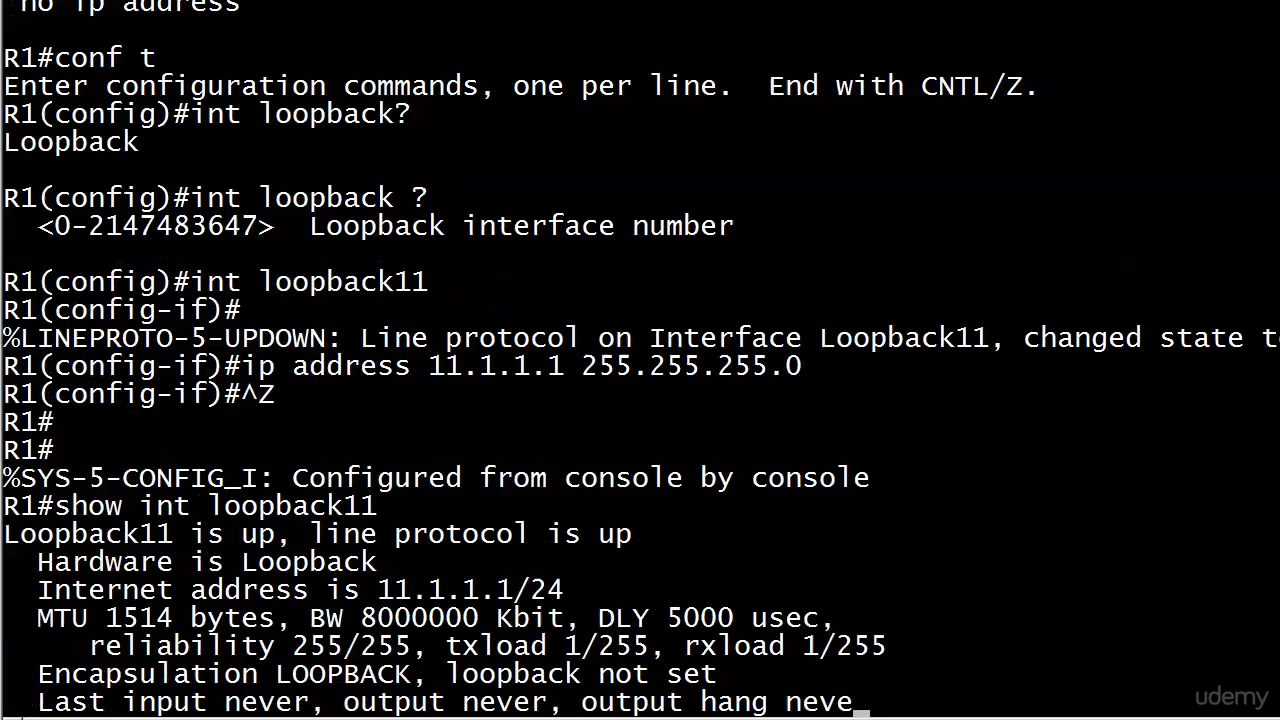 no ip address
R1#conf t
Enter configuration commands, one per line.  End with CNTL/Z.
R1(config)#int loopback?
Loopback
R1(config)#int loopback ?
  <0-2147483647>  Loopback interface number
R1(config)#int loopback11
R1(config-if)#
%LINEPROTO-5-UPDOWN: Line protocol on Interface Loopback11, changed state to
R1(config-if)#ip address 11.1.1.1 255.255.255.0
R1(config-if)#^Z
R1#
R1#
%SYS-5-CONFIG_I: Configured from console by console
R1#show int loopback11
Loopback11 is up, line protocol is up
  Hardware is Loopback
  Internet address is 11.1.1.1/24
  MTU 1514 bytes, BW 8000000 Kbit, DLY 5000 usec,
     reliability 255/255, txload 1/255, rxload 1/255
  Encapsulation LOOPBACK, loopback not set
  Last input never, output never, output hang neve
udemy